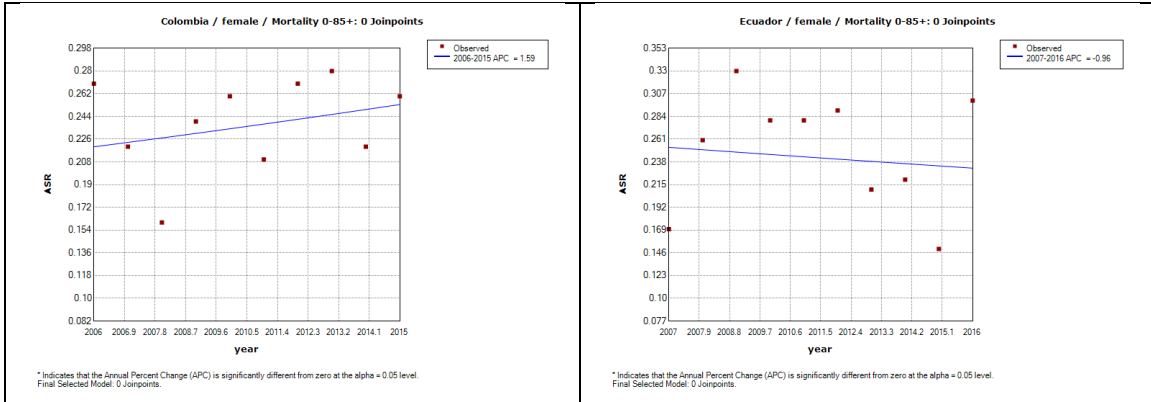 Colombia / female / Mortality 0-85+: 0 Joinpoints
0.298
0.28
0.262
0.244
0.226
0.208
0.19
0.172
0.154
0.136
0.118
0.10
0.082
ASR
2006 2006.9 2007.8 2008.7 2009.6 2010.5 2011.4 2012.3 2013.2 2014.1 2015
year
Observed
2006-2015 APC = 1.59
* Indicates that the Annual Percent Change (APC) is significantly different from zero at the alpha = 0.05 level.
Final Selected Model: 0 Joinpoints.
Ecuador / female / Mortality 0-85+: 0 Joinpoints
0.353
0.33
0.307
0.284
0.261
0.238
0.215
0.192
0.169
0.146
0.123
0.10
0.077
ASR
2007 2007.9 2008.8 2009.7 2010.6 2011.5 2012.4 2013.3 2014.2 2015.1 2016
year
Observed
2007-2016 APC = -0.96
* Indicates that the Annual Percent Change (APC) is significantly different from zero at the alpha = 0.05 level.
Final Selected Model: 0 Joinpoints.